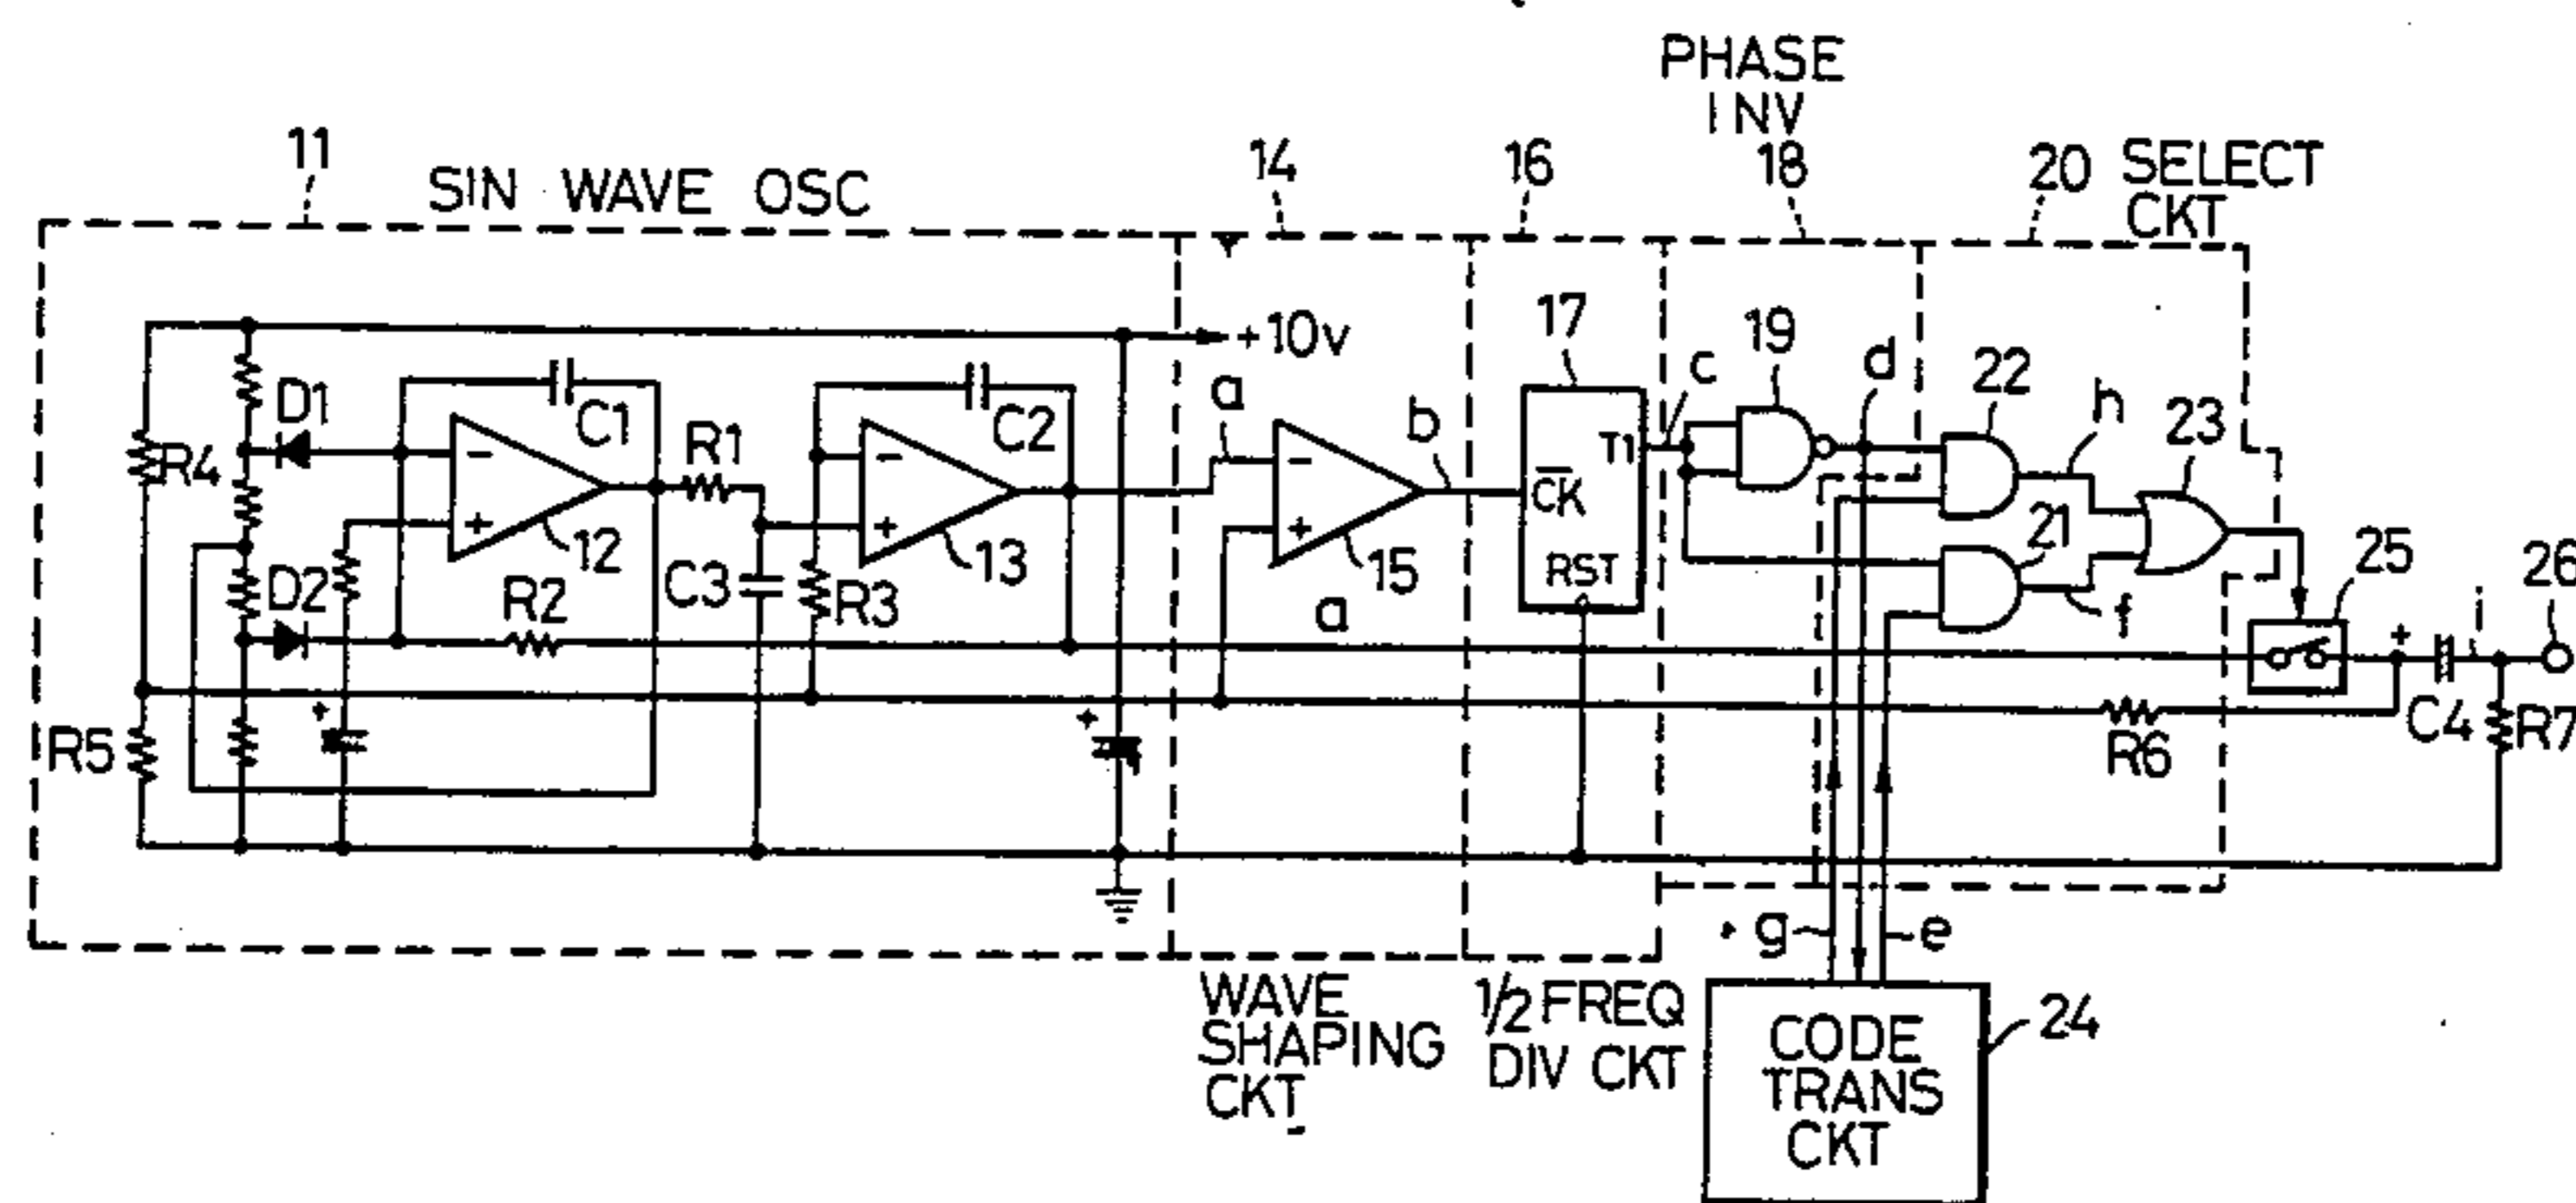 PHASE
INV
11
SIN WAVE OSC
14
16
18
20
SELECT
CKT
+10v
17
19
D1
C1
a
c
d
22
h
R4
R1
C2
b
T1
23
-
-
-
CK
21
+
12
+
13
+
15
RST
f
25
26
D2
R2
C3
R3
a
+
i
R5
+
+
R6
C4
R7
g
e
WAVE
SHAPING
CKT
1/2 FREQ
DIV CKT
CODE
TRANS
CKT
24